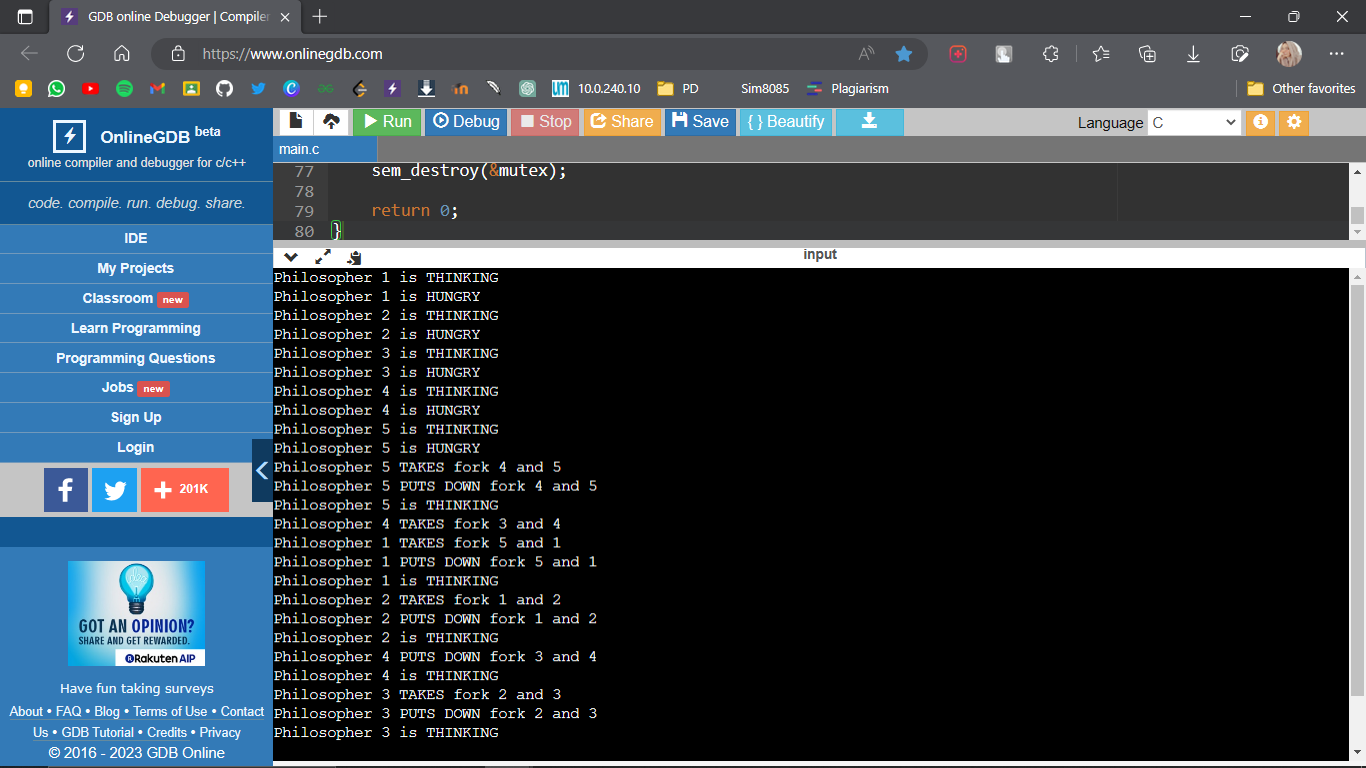 GDB online Debugger | Compiler
https://www.onlinegdb.com
10.0.240.10 PD Sim8085 Plagiarism Other favorites
OnlineGDB beta
online compiler and debugger for c/c++
code. compile. run. debug. share.
IDE
My Projects
Classroom new
Learn Programming
Programming Questions
Jobs new
Sign Up
Login
201K
GOT AN OPINION?
SHARE AND GET REWARDED.
Rakuten AIP
Have fun taking surveys
About • FAQ • Blog • Terms of Use • Contact
Us • GDB Tutorial • Credits • Privacy
© 2016 - 2023 GDB Online
Run Debug Stop Share Save { } Beautify Language C
main.c
77 sem_destroy(&mutex);
78
79 return 0;
80 }
input
Philosopher 1 is THINKING
Philosopher 1 is HUNGRY
Philosopher 2 is THINKING
Philosopher 2 is HUNGRY
Philosopher 3 is THINKING
Philosopher 3 is HUNGRY
Philosopher 4 is THINKING
Philosopher 4 is HUNGRY
Philosopher 5 is THINKING
Philosopher 5 is HUNGRY
Philosopher 5 TAKES fork 4 and 5
Philosopher 5 PUTS DOWN fork 4 and 5
Philosopher 5 is THINKING
Philosopher 4 TAKES fork 3 and 4
Philosopher 1 TAKES fork 5 and 1
Philosopher 1 PUTS DOWN fork 5 and 1
Philosopher 1 is THINKING
Philosopher 2 TAKES fork 1 and 2
Philosopher 2 PUTS DOWN fork 1 and 2
Philosopher 2 is THINKING
Philosopher 4 PUTS DOWN fork 3 and 4
Philosopher 4 is THINKING
Philosopher 3 TAKES fork 2 and 3
Philosopher 3 PUTS DOWN fork 2 and 3
Philosopher 3 is THINKING